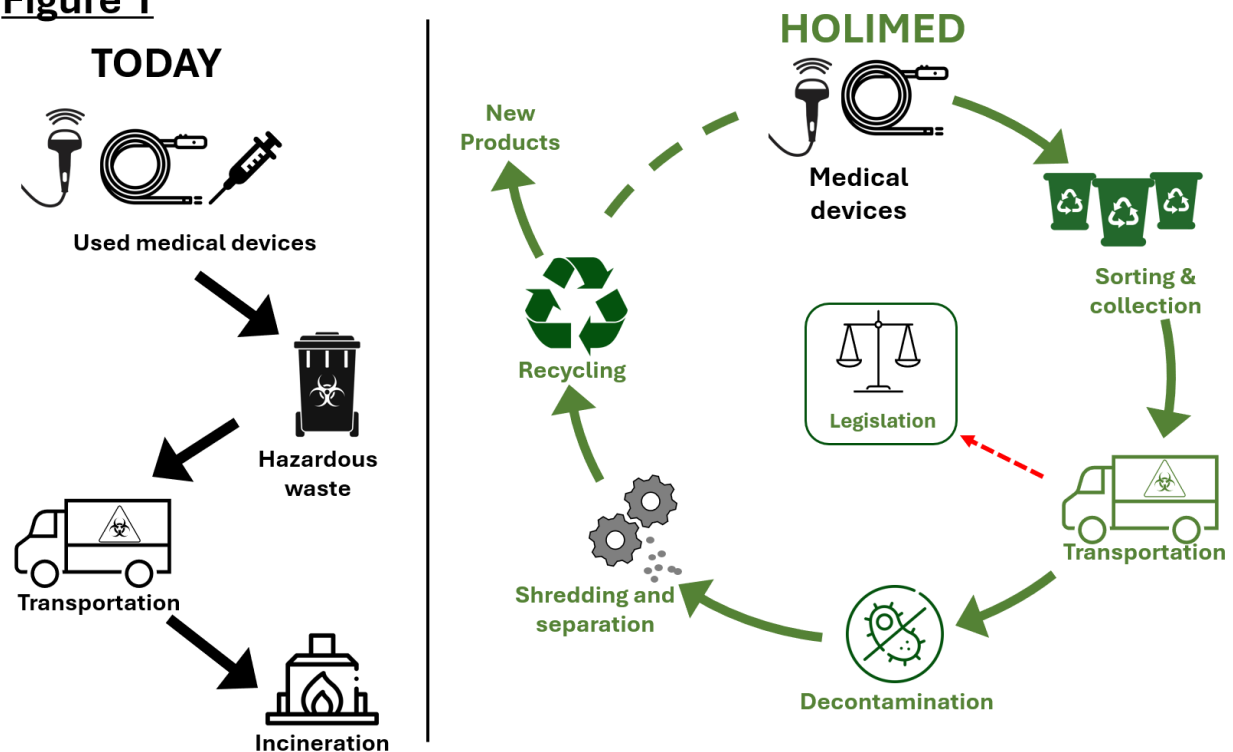 Figure 1
TODAY
Used medical devices
Hazardous
waste
Transportation
Incineration
HOLIMED
Medical
devices
Sorting &
collection
Transportation
Legislation
Decontamination
Shredding and
separation
Recycling
New
Products